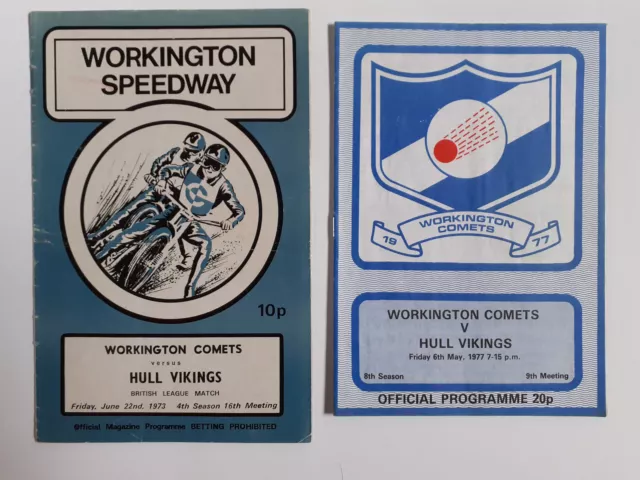 WORKINGTON
SPEEDWAY
10p
WORKINGTON COMETS
VERSUS
HULL VIKINGS
BRITISH LEAGUE MATCH
Friday, June 22nd, 1973 4th Season 16th Meeting
Official Magazine Programme BETTING PROHIBITED
WORKINGTON
COMETS
19 77
WORKINGTON COMETS
V
HULL VIKINGS
Friday 6th May, 1977 7-15 p.m.
8th Season 9th Meeting
OFFICIAL PROGRAMME 20p